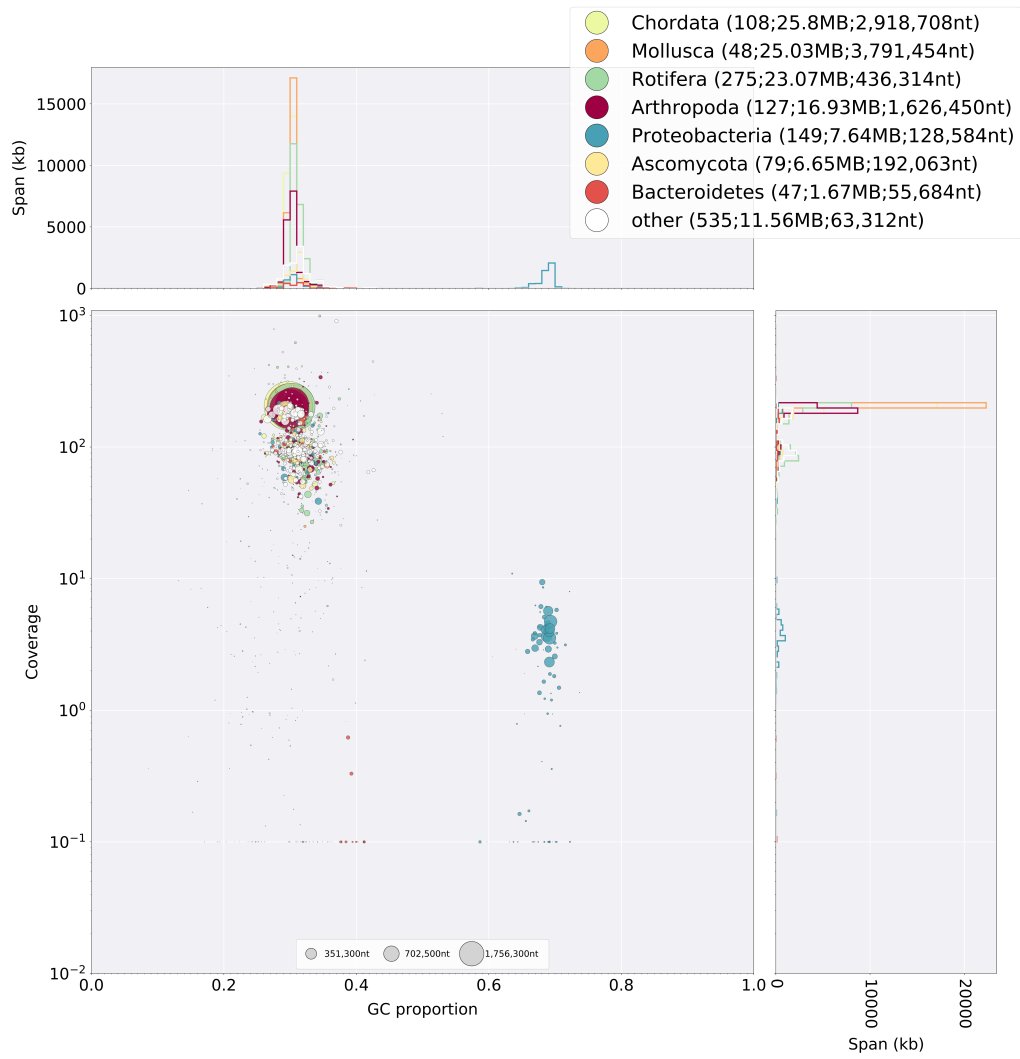 Chordata (108;25.8MB;2,918,708nt)
Mollusca (48;25.03MB;3,791,454nt)
Rotifera (275;23.07MB;436,314nt)
Arthropoda (127;16.93MB;1,626,450nt)
Proteobacteria (149;7.64MB;128,584nt)
Ascomycota (79;6.65MB;192,063nt)
Bacteroidetes (47;1.67MB;55,684nt)
other (535;11.56MB;63,312nt)
Span (kb)
15000
10000
5000
0
Coverage
10³
10²
10¹
10⁰
10⁻¹
10⁻²
351,300nt 702,500nt 1,756,300nt
0.0 0.2 0.4 0.6 0.8 1.0
GC proportion
0 10000 20000
Span (kb)